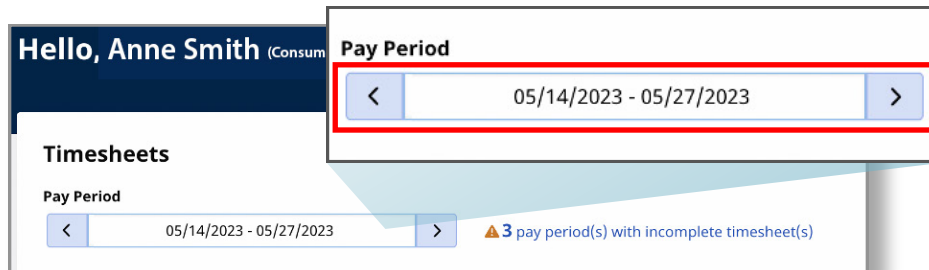 Hello, Anne Smith (Consum
Pay Period
05/14/2023 - 05/27/2023
Timesheets
Pay Period
05/14/2023 - 05/27/2023
3 pay period(s) with incomplete timesheet(s)